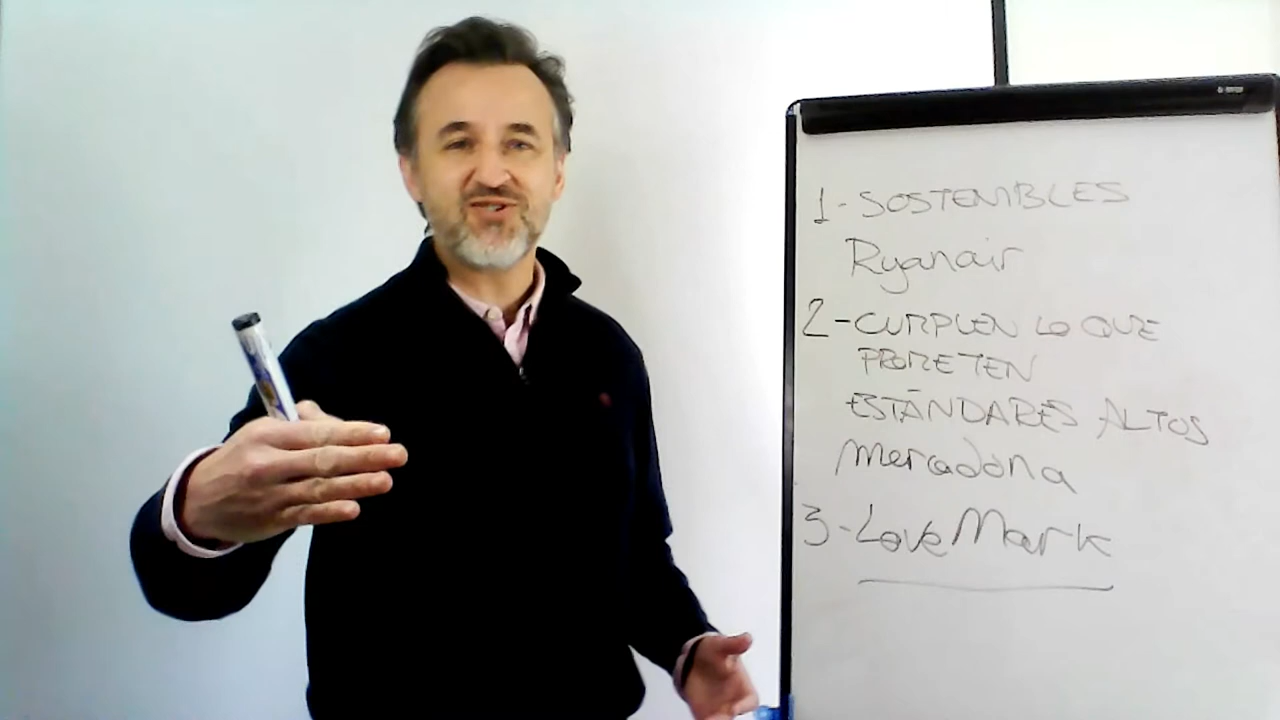 1-SOSTENIBLES
Ryanair
2-CUMPLEN LO QUE
PROMETEN
ESTÁNDARES ALTOS
mercadona
3-LoveMark